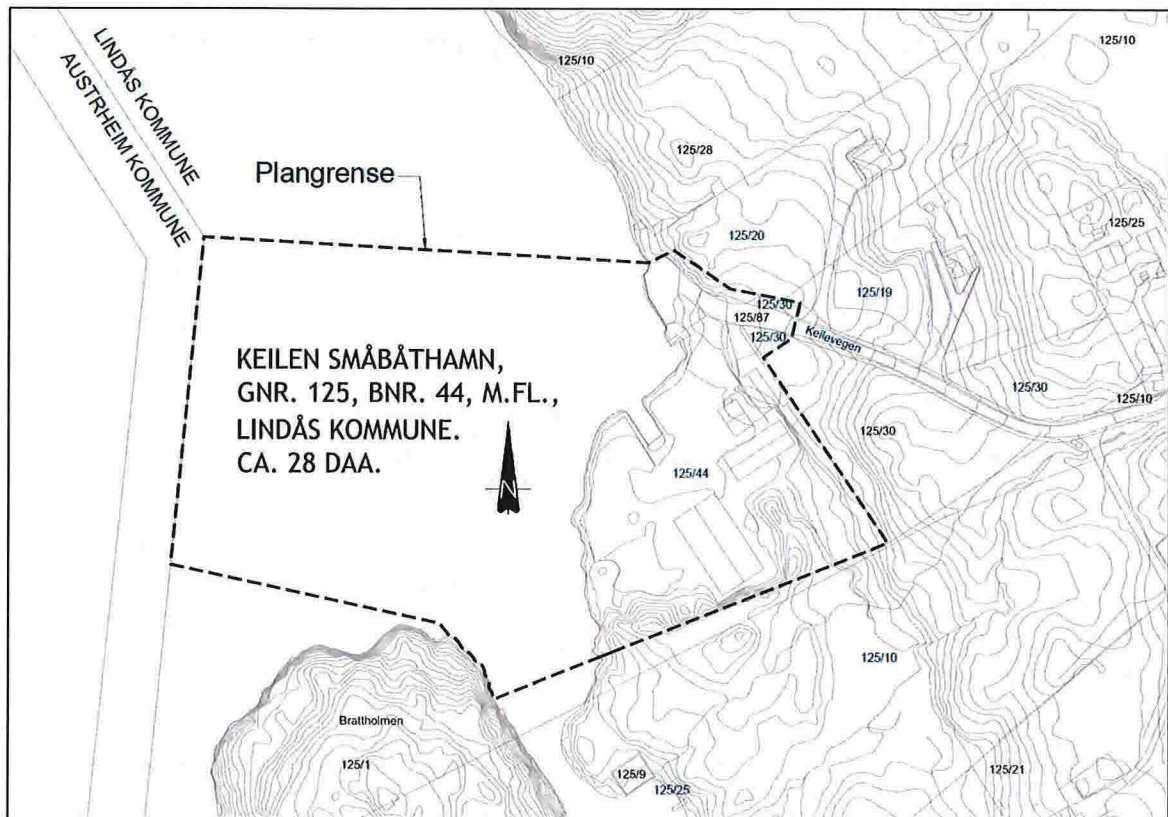 LINDÅS KOMMUNE
AUSTRHEIM KOMMUNE
125/10
125/10
Plangrense
125/28
125/25
125/20
125/19
125/30
125/87
125/30
Keilevegen
KEILEN SMÅBÅTHAMN,
GNR. 125, BNR. 44, M.FL.,
LINDÅS KOMMUNE.
CA. 28 DAA.
N
125/30
125/10
125/30
125/44
125/10
Brattholmen
125/1
125/9
125/25
125/21